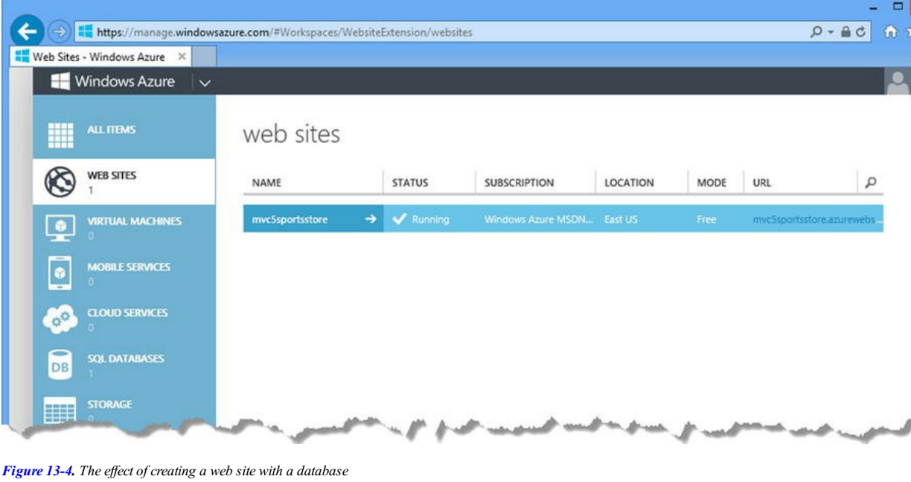 https://manage.windowsazure.com/#Workspaces/WebsiteExtension/websites
Web Sites - Windows Azure
Windows Azure
ALL ITEMS
web sites
WEB SITES
1
NAME STATUS SUBSCRIPTION LOCATION MODE URL
VIRTUAL MACHINES
0
mvc5sportsstore Running Windows Azure MSDN... East US Free mvc5sportsstore.azurewebs...
MOBILE SERVICES
0
CLOUD SERVICES
0
DB
SQL DATABASES
1
STORAGE
0
Figure 13-4. The effect of creating a web site with a database